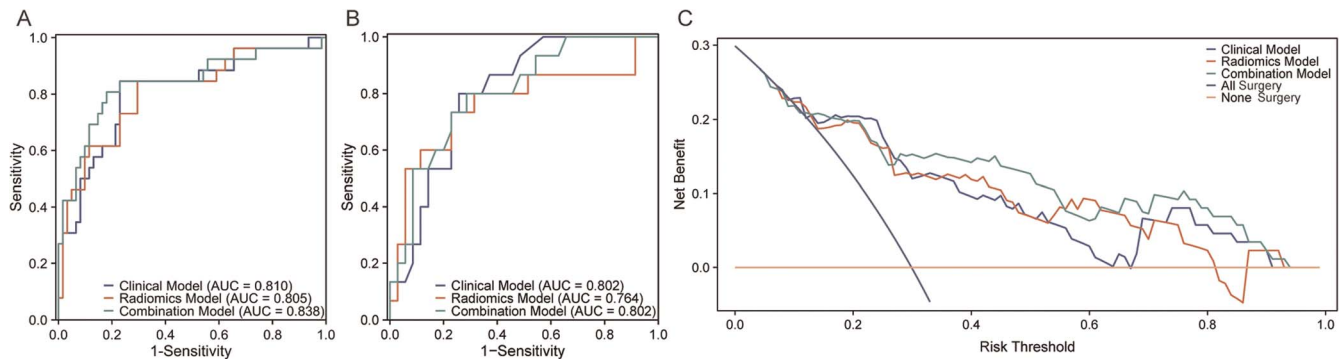 A
Sensitivity
1.0
0.8
0.6
0.4
0.2
0.0
Clinical Model (AUC = 0.810)
Radiomics Model (AUC = 0.805)
Combination Model (AUC = 0.838)
0.0 0.2 0.4 0.6 0.8 1.0
1-Sensitivity
B
Sensitivity
1.0
0.8
0.6
0.4
0.2
0.0
Clinical Model (AUC = 0.802)
Radiomics Model (AUC = 0.764)
Combination Model (AUC = 0.802)
0.0 0.2 0.4 0.6 0.8 1.0
1−Sensitivity
C
Net Benefit
0.3
0.2
0.1
0.0
Clinical Model
Radiomics Model
Combination Model
All Surgery
None Surgery
0.0 0.2 0.4 0.6 0.8 1.0
Risk Threshold